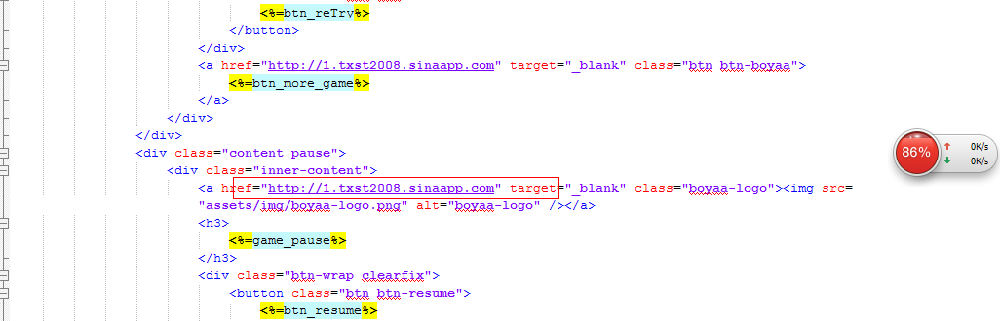 <%=btn_reTry%>
</button>
</div>
<a href="http://1.txst2008.sinaapp.com" target="_blank" class="btn btn-boyaa">
<%=btn_more_game%>
</a>
</div>
</div>
<div class="content pause">
<div class="inner-content">
<a href="http://1.txst2008.sinaapp.com" target="_blank" class="boyaa-logo"><img src=
"assets/img/boyaa-logo.png" alt="boyaa-logo" /></a>
<h3>
<%=game_pause%>
</h3>
<div class="btn-wrap clearfix">
<button class="btn btn-resume">
<%=btn_resume%>
86%
0K/s
0K/s